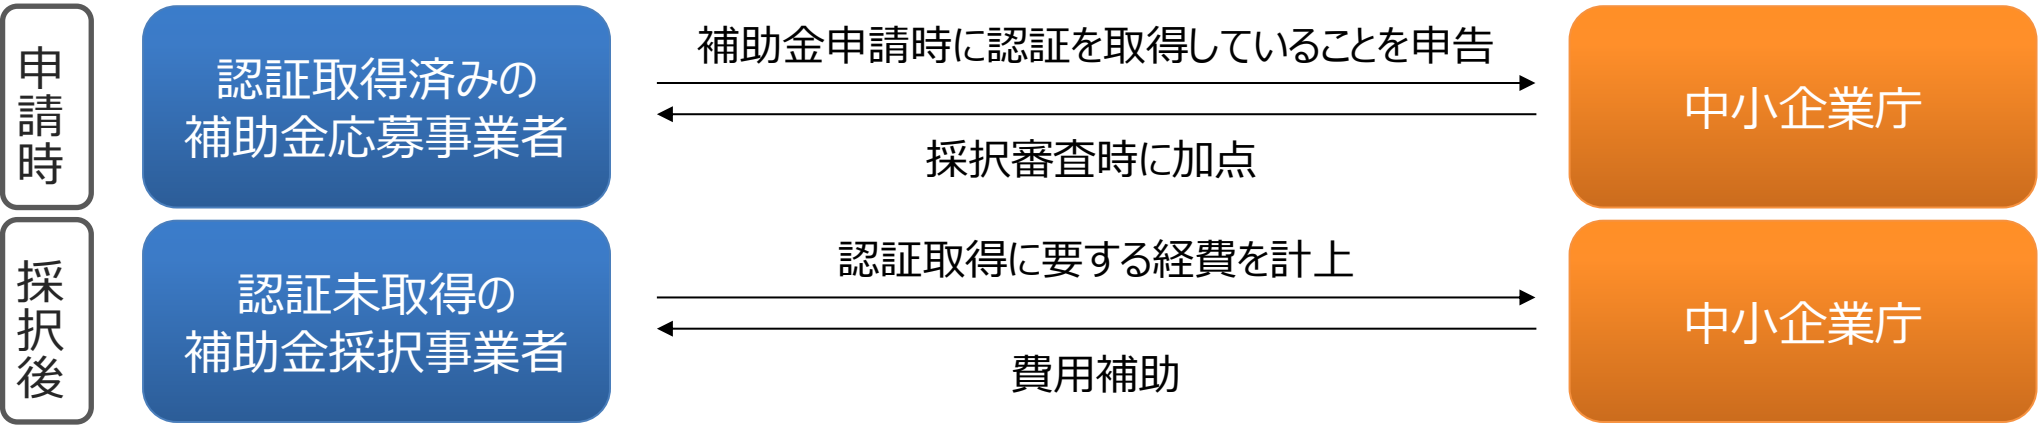 申請時
認証取得済みの
補助金応募事業者
補助金申請時に認証を取得していることを申告
採択審査時に加点
中小企業庁
採択後
認証未取得の
補助金採択事業者
認証取得に要する経費を計上
費用補助
中小企業庁